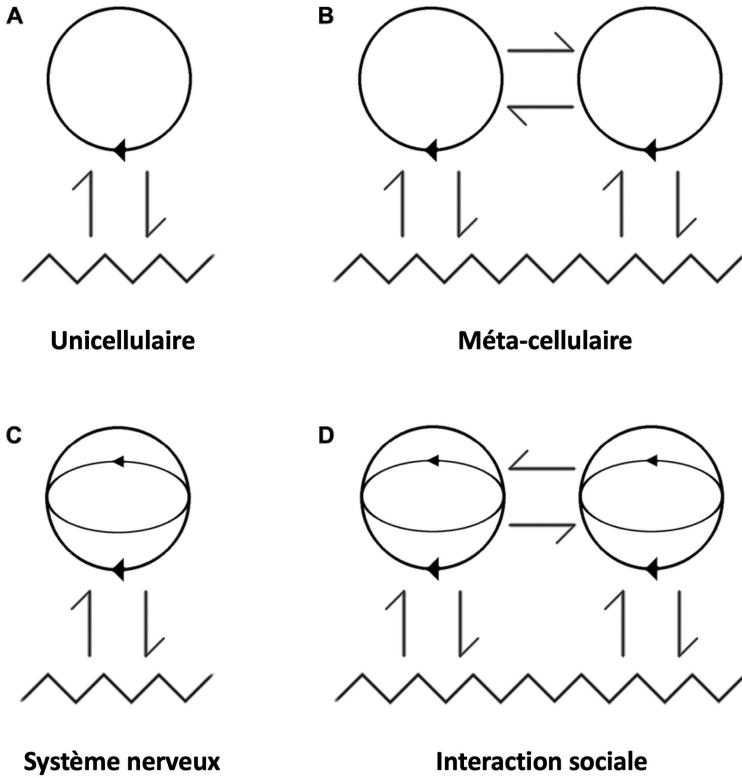 A
B
Unicellulaire
Méta-cellulaire
C
D
Système nerveux
Interaction sociale